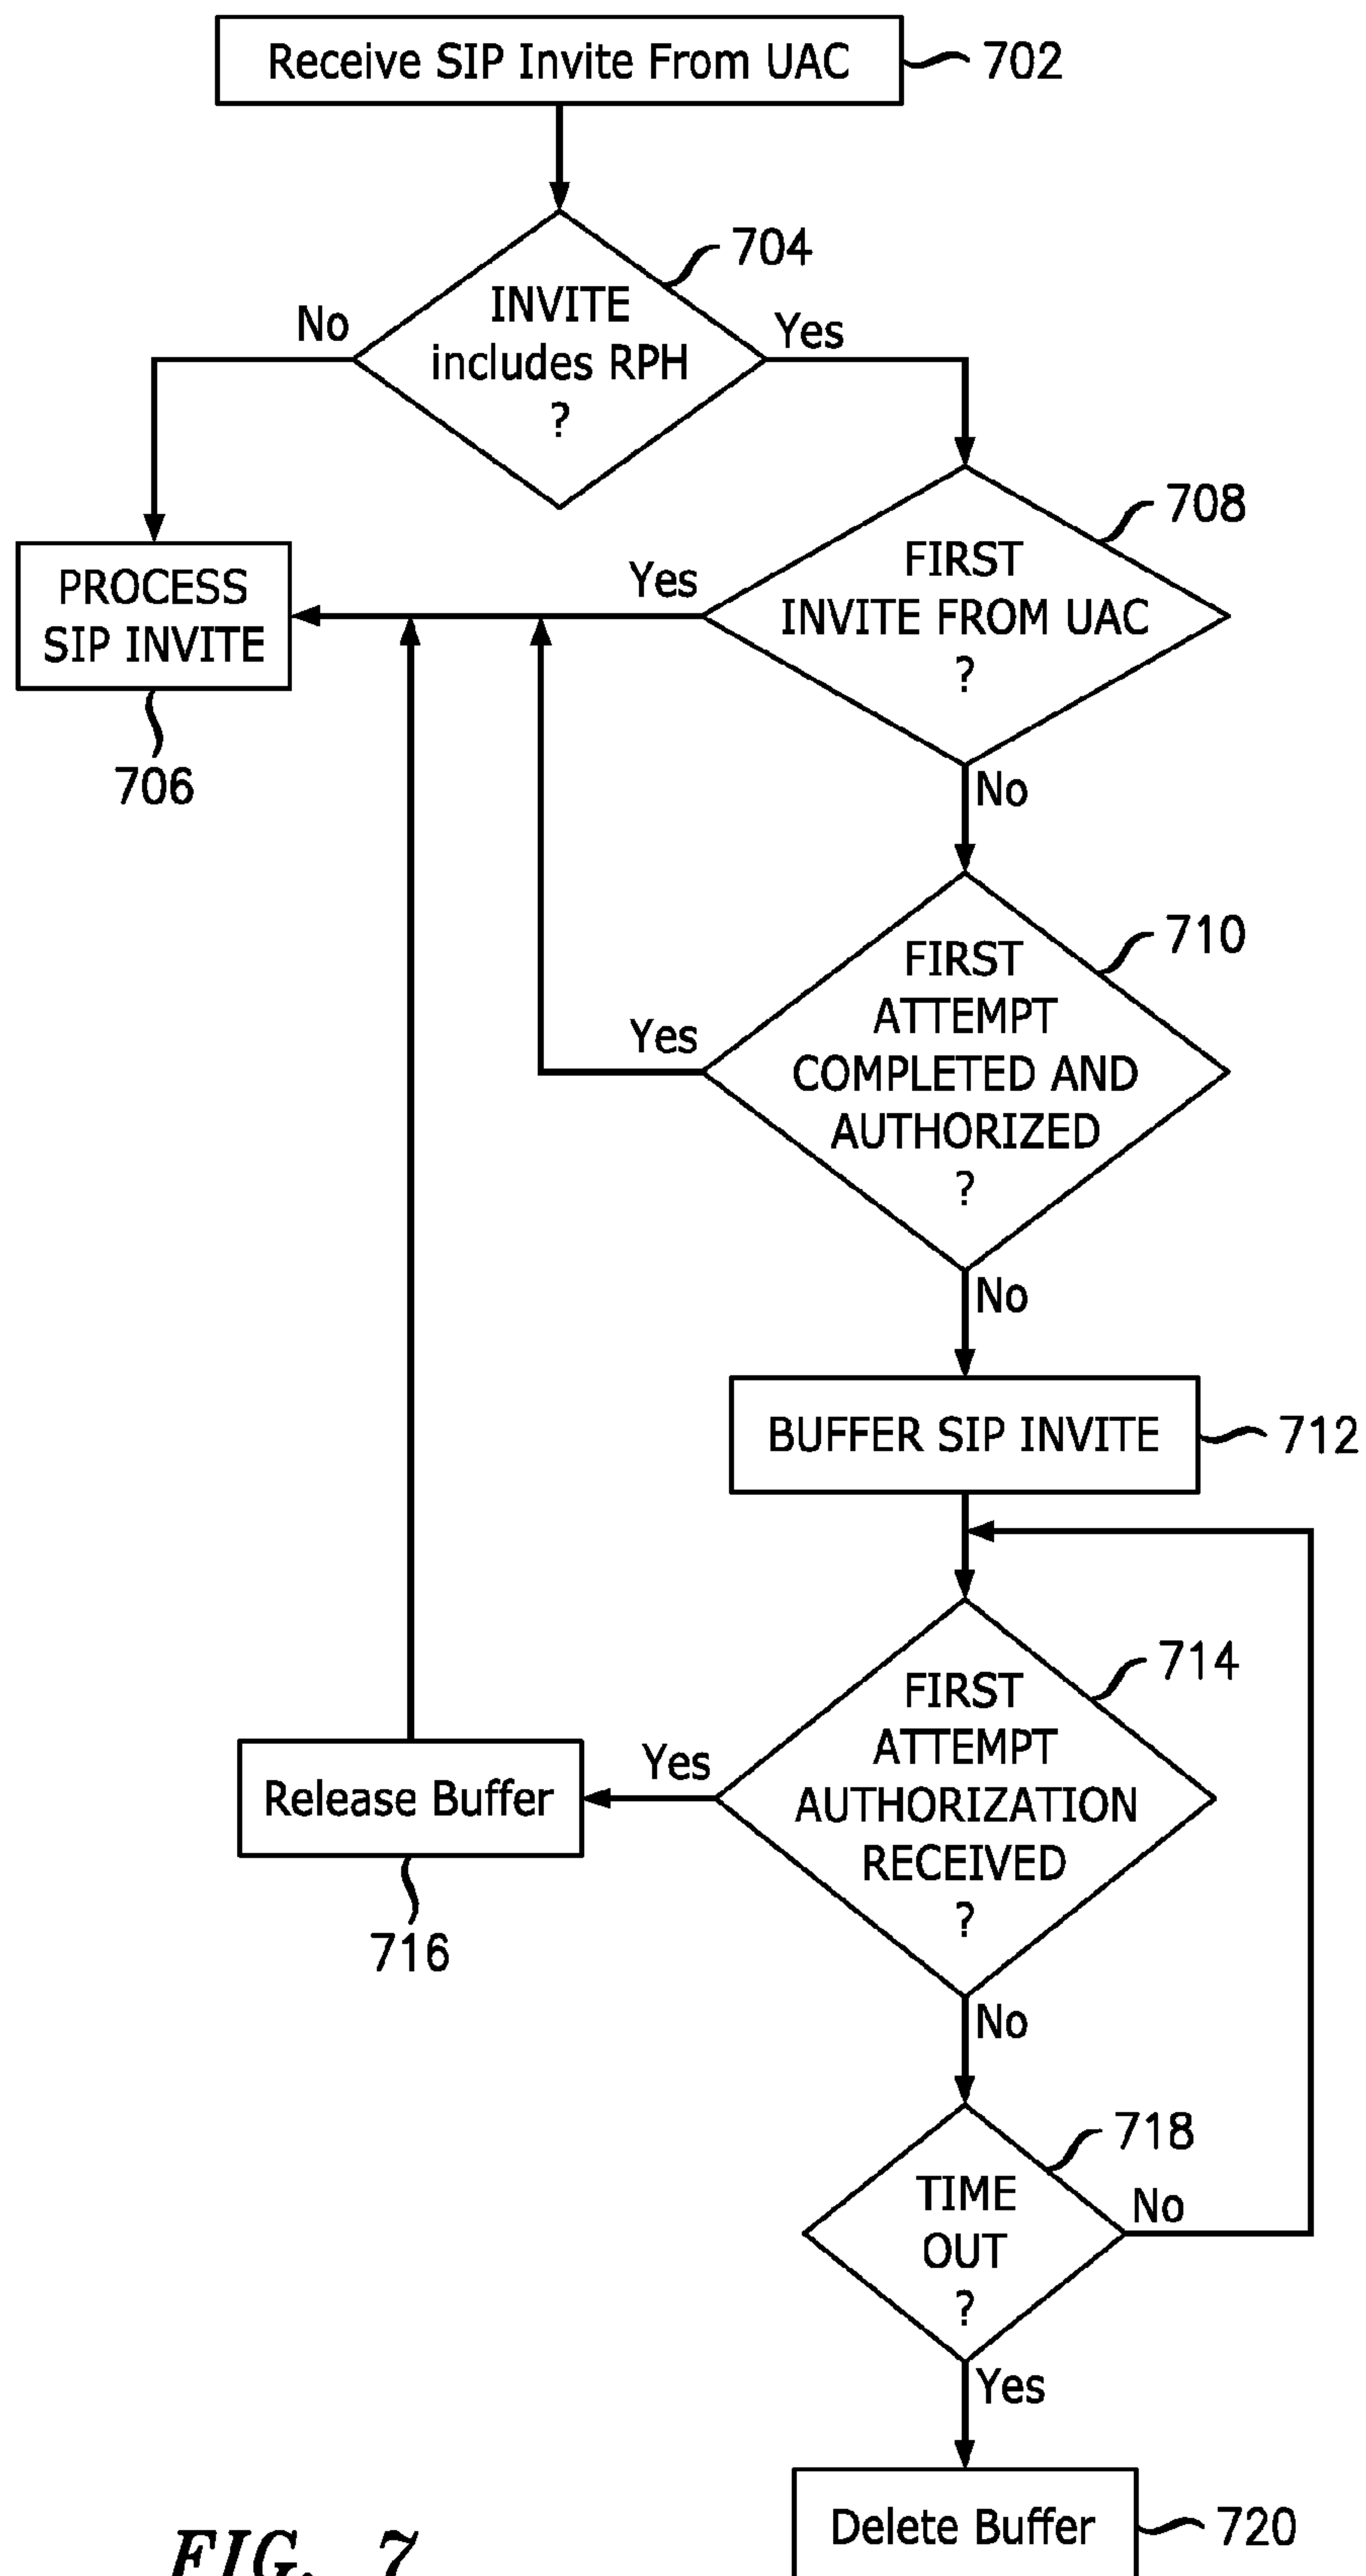 Receive SIP Invite From UAC
702
704
INVITE
includes RPH
?
No
Yes
708
FIRST
INVITE FROM UAC
?
Yes
No
PROCESS
SIP INVITE
706
710
FIRST
ATTEMPT
COMPLETED AND
AUTHORIZED
?
Yes
No
BUFFER SIP INVITE
712
714
FIRST
ATTEMPT
AUTHORIZATION
RECEIVED
?
Yes
No
Release Buffer
716
718
TIME
OUT
?
No
Yes
Delete Buffer
720
FIG. 7